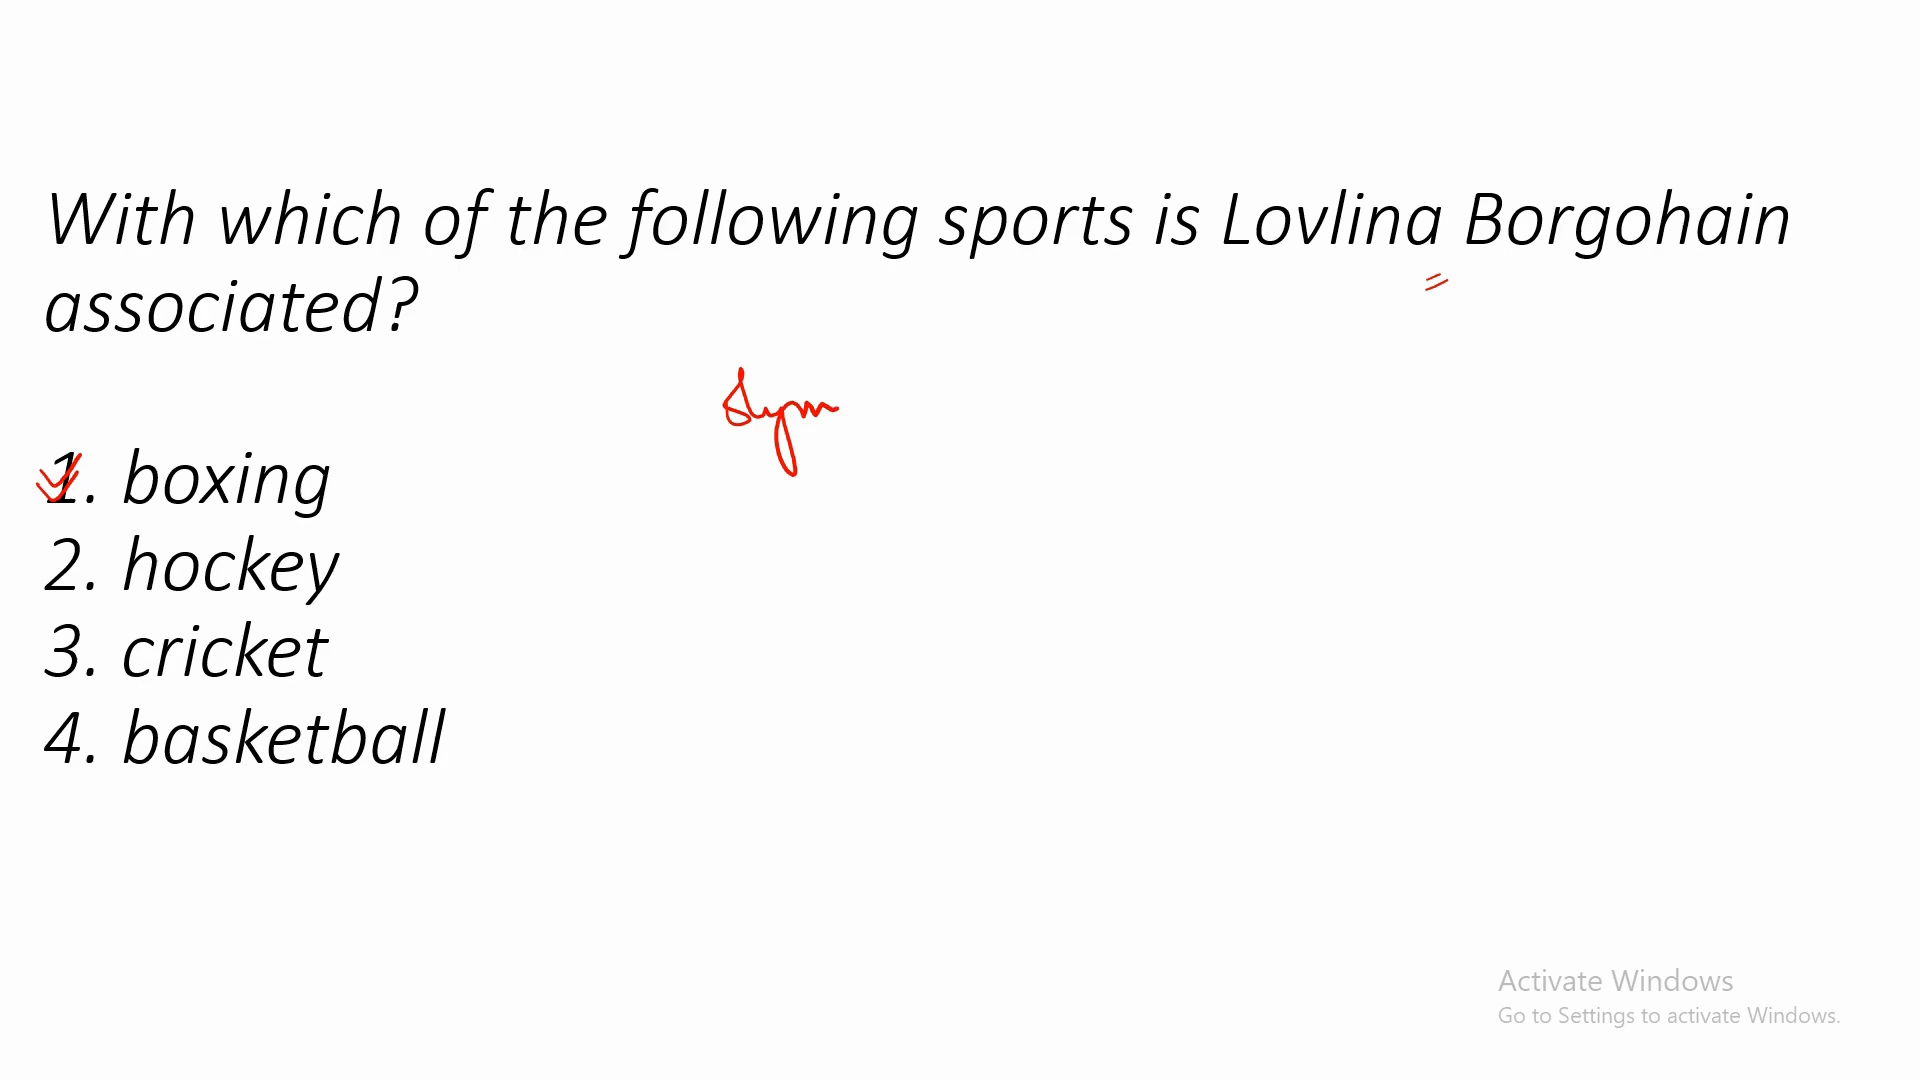 With which of the following sports is Lovlina Borgohain
associated?
1. boxing
2. hockey
3. cricket
4. basketball
Activate Windows
Go to Settings to activate Windows.